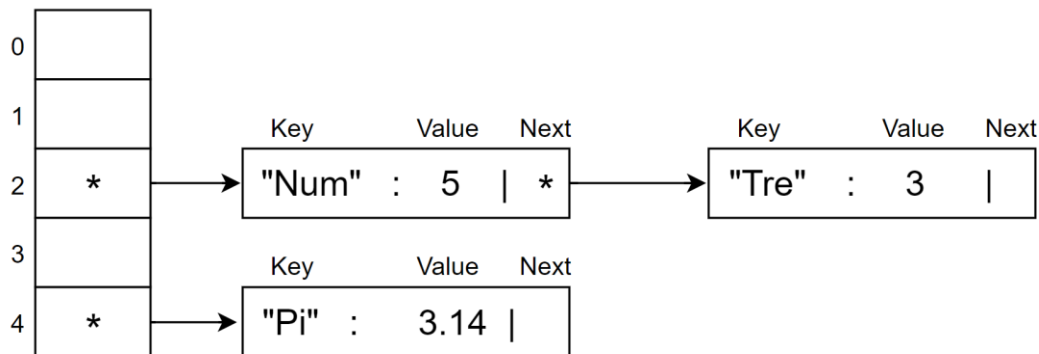 0
1
Key Value Next Key Value Next
2 * "Num" : 5 | * "Tre" : 3 |
3
Key Value Next
4 * "Pi" : 3.14 |